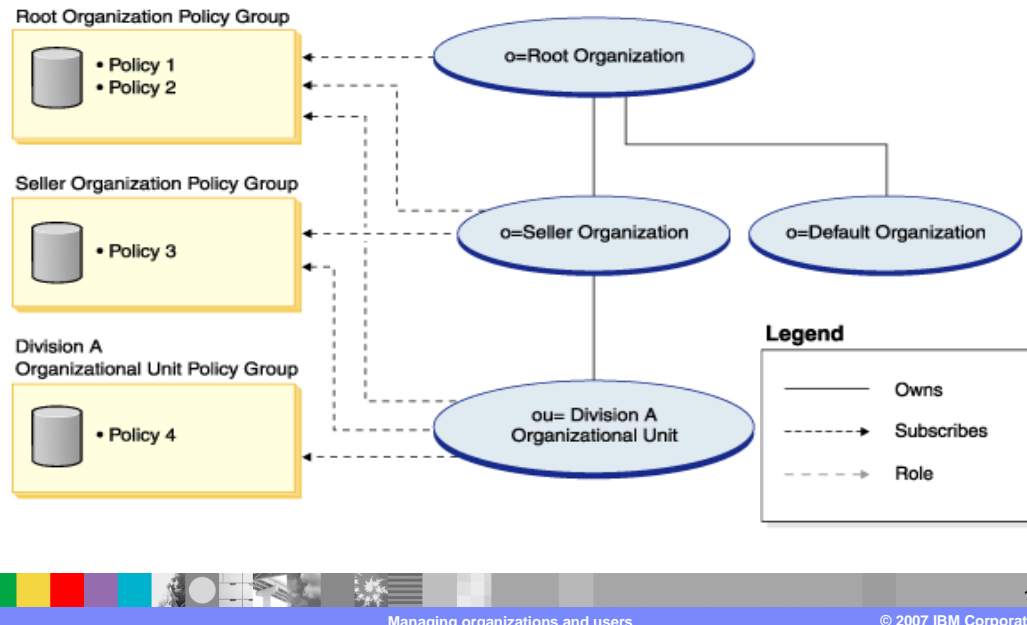 Root Organization Policy Group
• Policy 1
• Policy 2
o=Root Organization
Seller Organization Policy Group
• Policy 3
o=Seller Organization
o=Default Organization
Division A
Organizational Unit Policy Group
• Policy 4
ou= Division A
Organizational Unit
Legend
Owns
Subscribes
Role
Managing organizations and users
© 2007 IBM Corporat